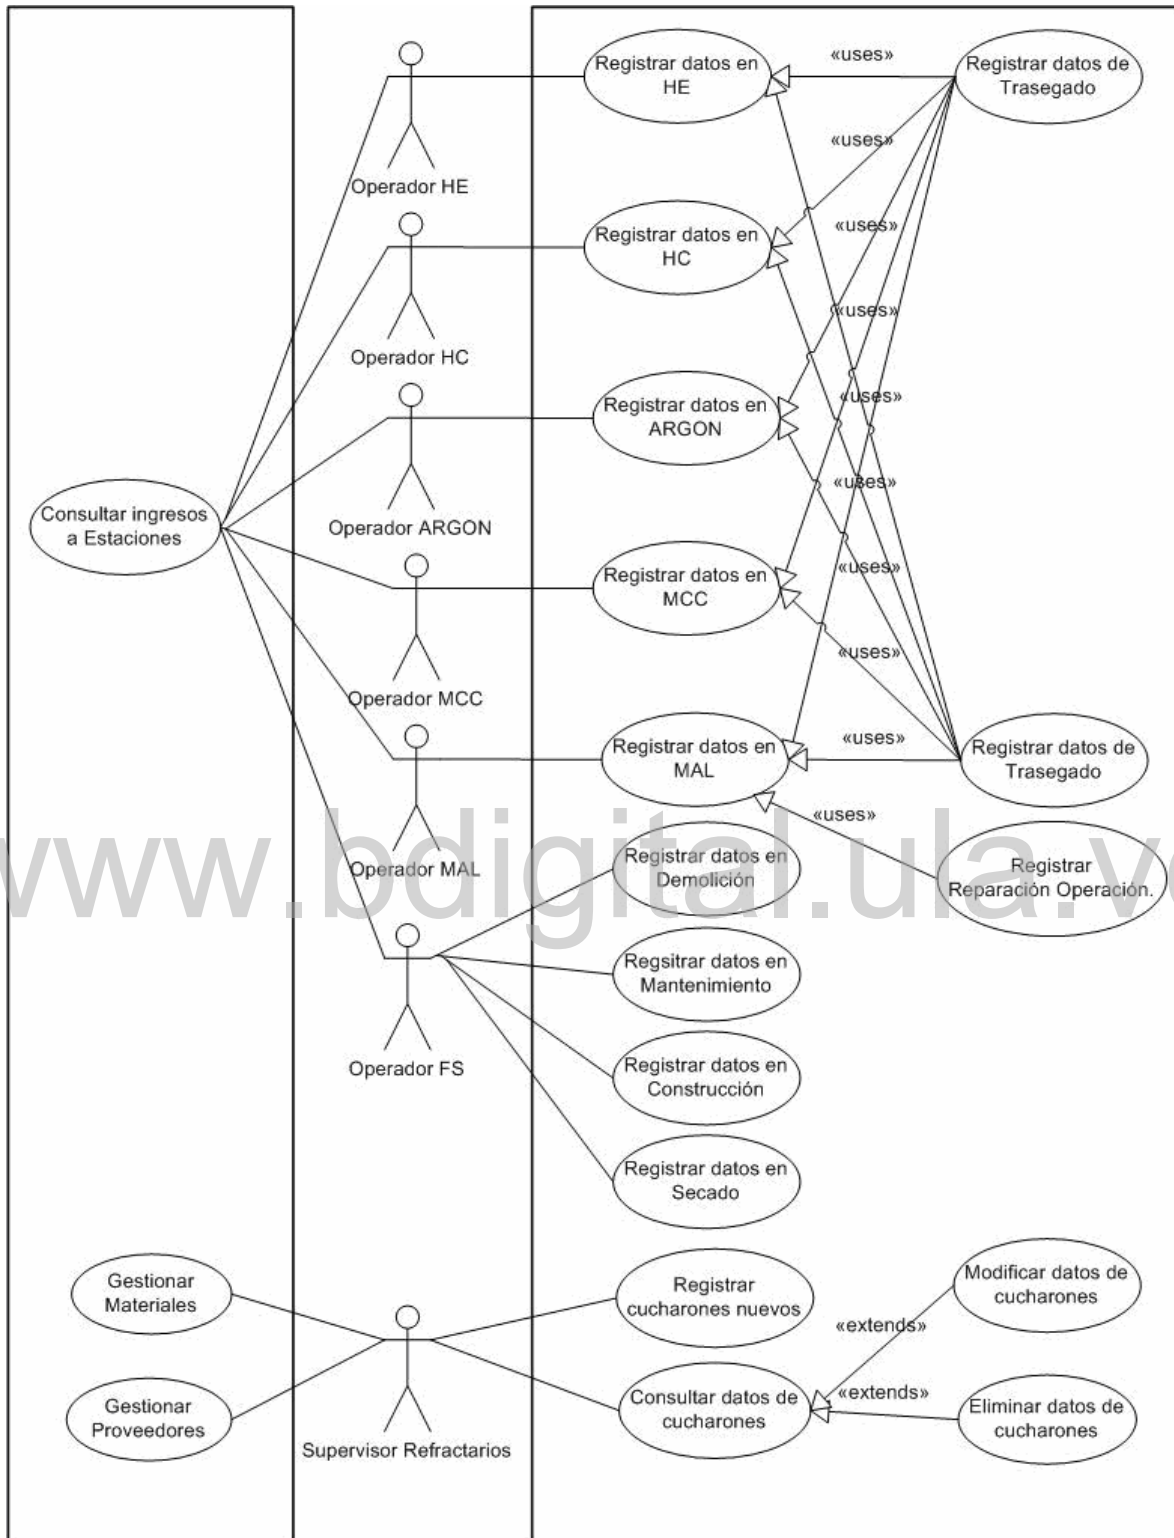 Registrar datos en
HE
«uses»
Registrar datos de
Trasegado
Operador HE
«uses»
Registrar datos en
HC
«uses»
Operador HC
«uses»
Registrar datos en
ARGON
«uses»
Consultar ingresos
a Estaciones
Operador ARGON
«uses»
Registrar datos en
MCC
«uses»
«uses»
Operador MCC
Registrar datos en
MAL
«uses»
Registrar datos de
Trasegado
«uses»
Operador MAL
Registrar datos en
Demolición
Registrar
Reparación Operación.
www.bdigital.ula.ve
Regsitrar datos en
Mantenimiento
Operador FS
Registrar datos en
Construcción
Registrar datos en
Secado
Gestionar
Materiales
Registrar
cucharones nuevos
Modificar datos de
cucharones
«extends»
Gestionar
Proveedores
Supervisor Refractarios
Consultar datos de
cucharones
«extends»
Eliminar datos de
cucharones